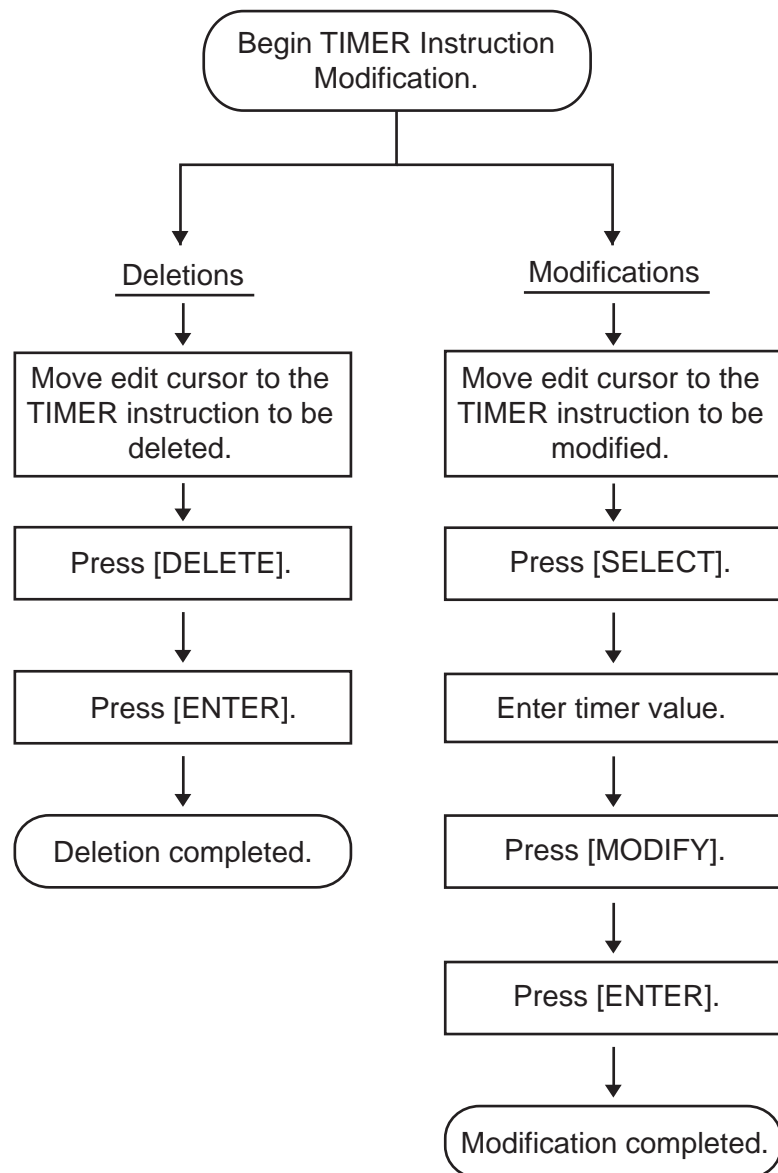 Begin TIMER Instruction
Modification.
Deletions
Move edit cursor to the
TIMER instruction to be
deleted.
Press [DELETE].
Press [ENTER].
Deletion completed.
Modifications
Move edit cursor to the
TIMER instruction to be
modified.
Press [SELECT].
Enter timer value.
Press [MODIFY].
Press [ENTER].
Modification completed.